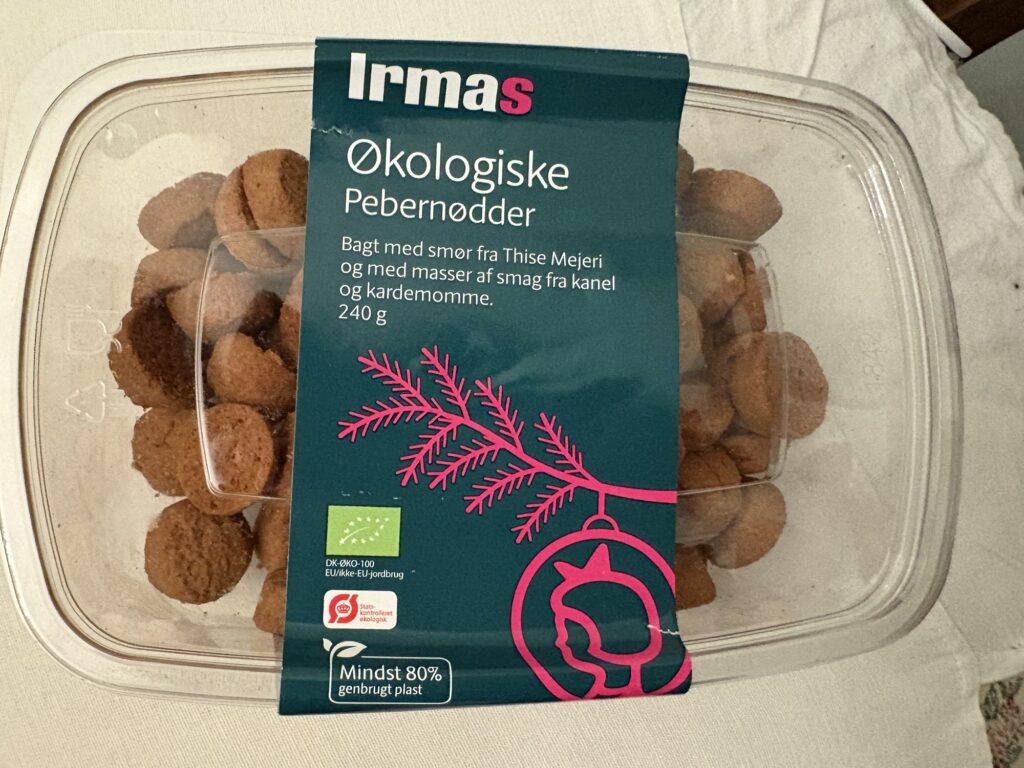 Irmas
Økologiske
Pebernødder
Bagt med smør fra Thise Mejeri
og med masser af smag fra kanel
og kardemomme.
240 g
DK-ØKO-100
EU/ikke-EU-jordbrug
Ø
Stats-
kontrolleret
økologisk
Mindst 80%
genbrugt plast